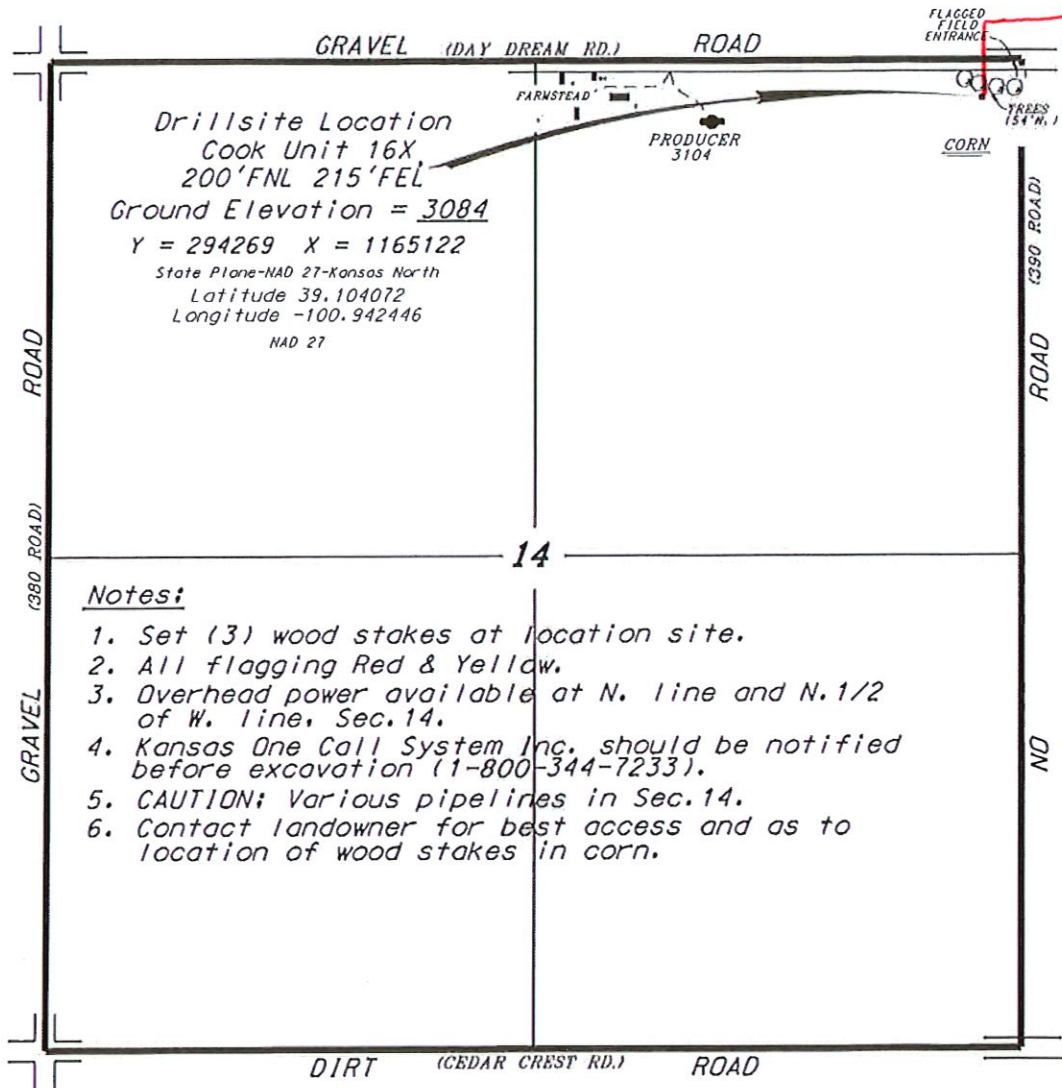 FLAGGED
FIELD
ENTRANCE
GRAVEL (DAY DREAM RD.) ROAD
FARMSTEAD
TREES
(54'N.)
PRODUCER
3104
CORN
Drillsite Location
Cook Unit 16X,
200'FNL 215'FEL
Ground Elevation = 3084
Y = 294269 X = 1165122
State Plane-NAD 27-Kansas North
Latitude 39.104072
Longitude -100.942446
NAD 27
GRAVEL (380 ROAD) ROAD
NO ROAD (390 ROAD)
14
Notes:
1. Set (3) wood stakes at location site.
2. All flagging Red & Yellow.
3. Overhead power available at N. line and N.1/2
of W. line, Sec.14.
4. Kansas One Call System Inc. should be notified
before excavation (1-800-344-7233).
5. CAUTION: Various pipelines in Sec.14.
6. Contact landowner for best access and as to
location of wood stakes in corn.
DIRT (CEDAR CREST RD.) ROAD